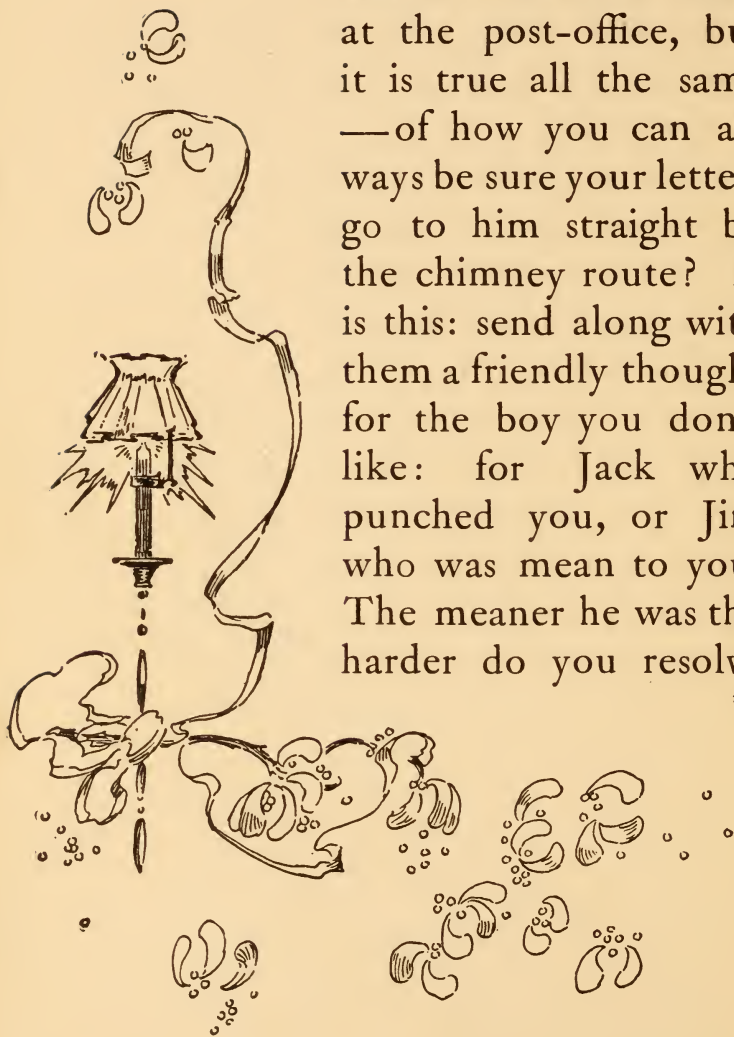 at the post-office, bu
it is true all the sam
—of how you can a
ways be sure your lette
go to him straight b
the chimney route?
is this: send along wit
them a friendly though
for the boy you don
like: for Jack wh
punched you, or Ji
who was mean to you
The meaner he was th
harder do you resolv